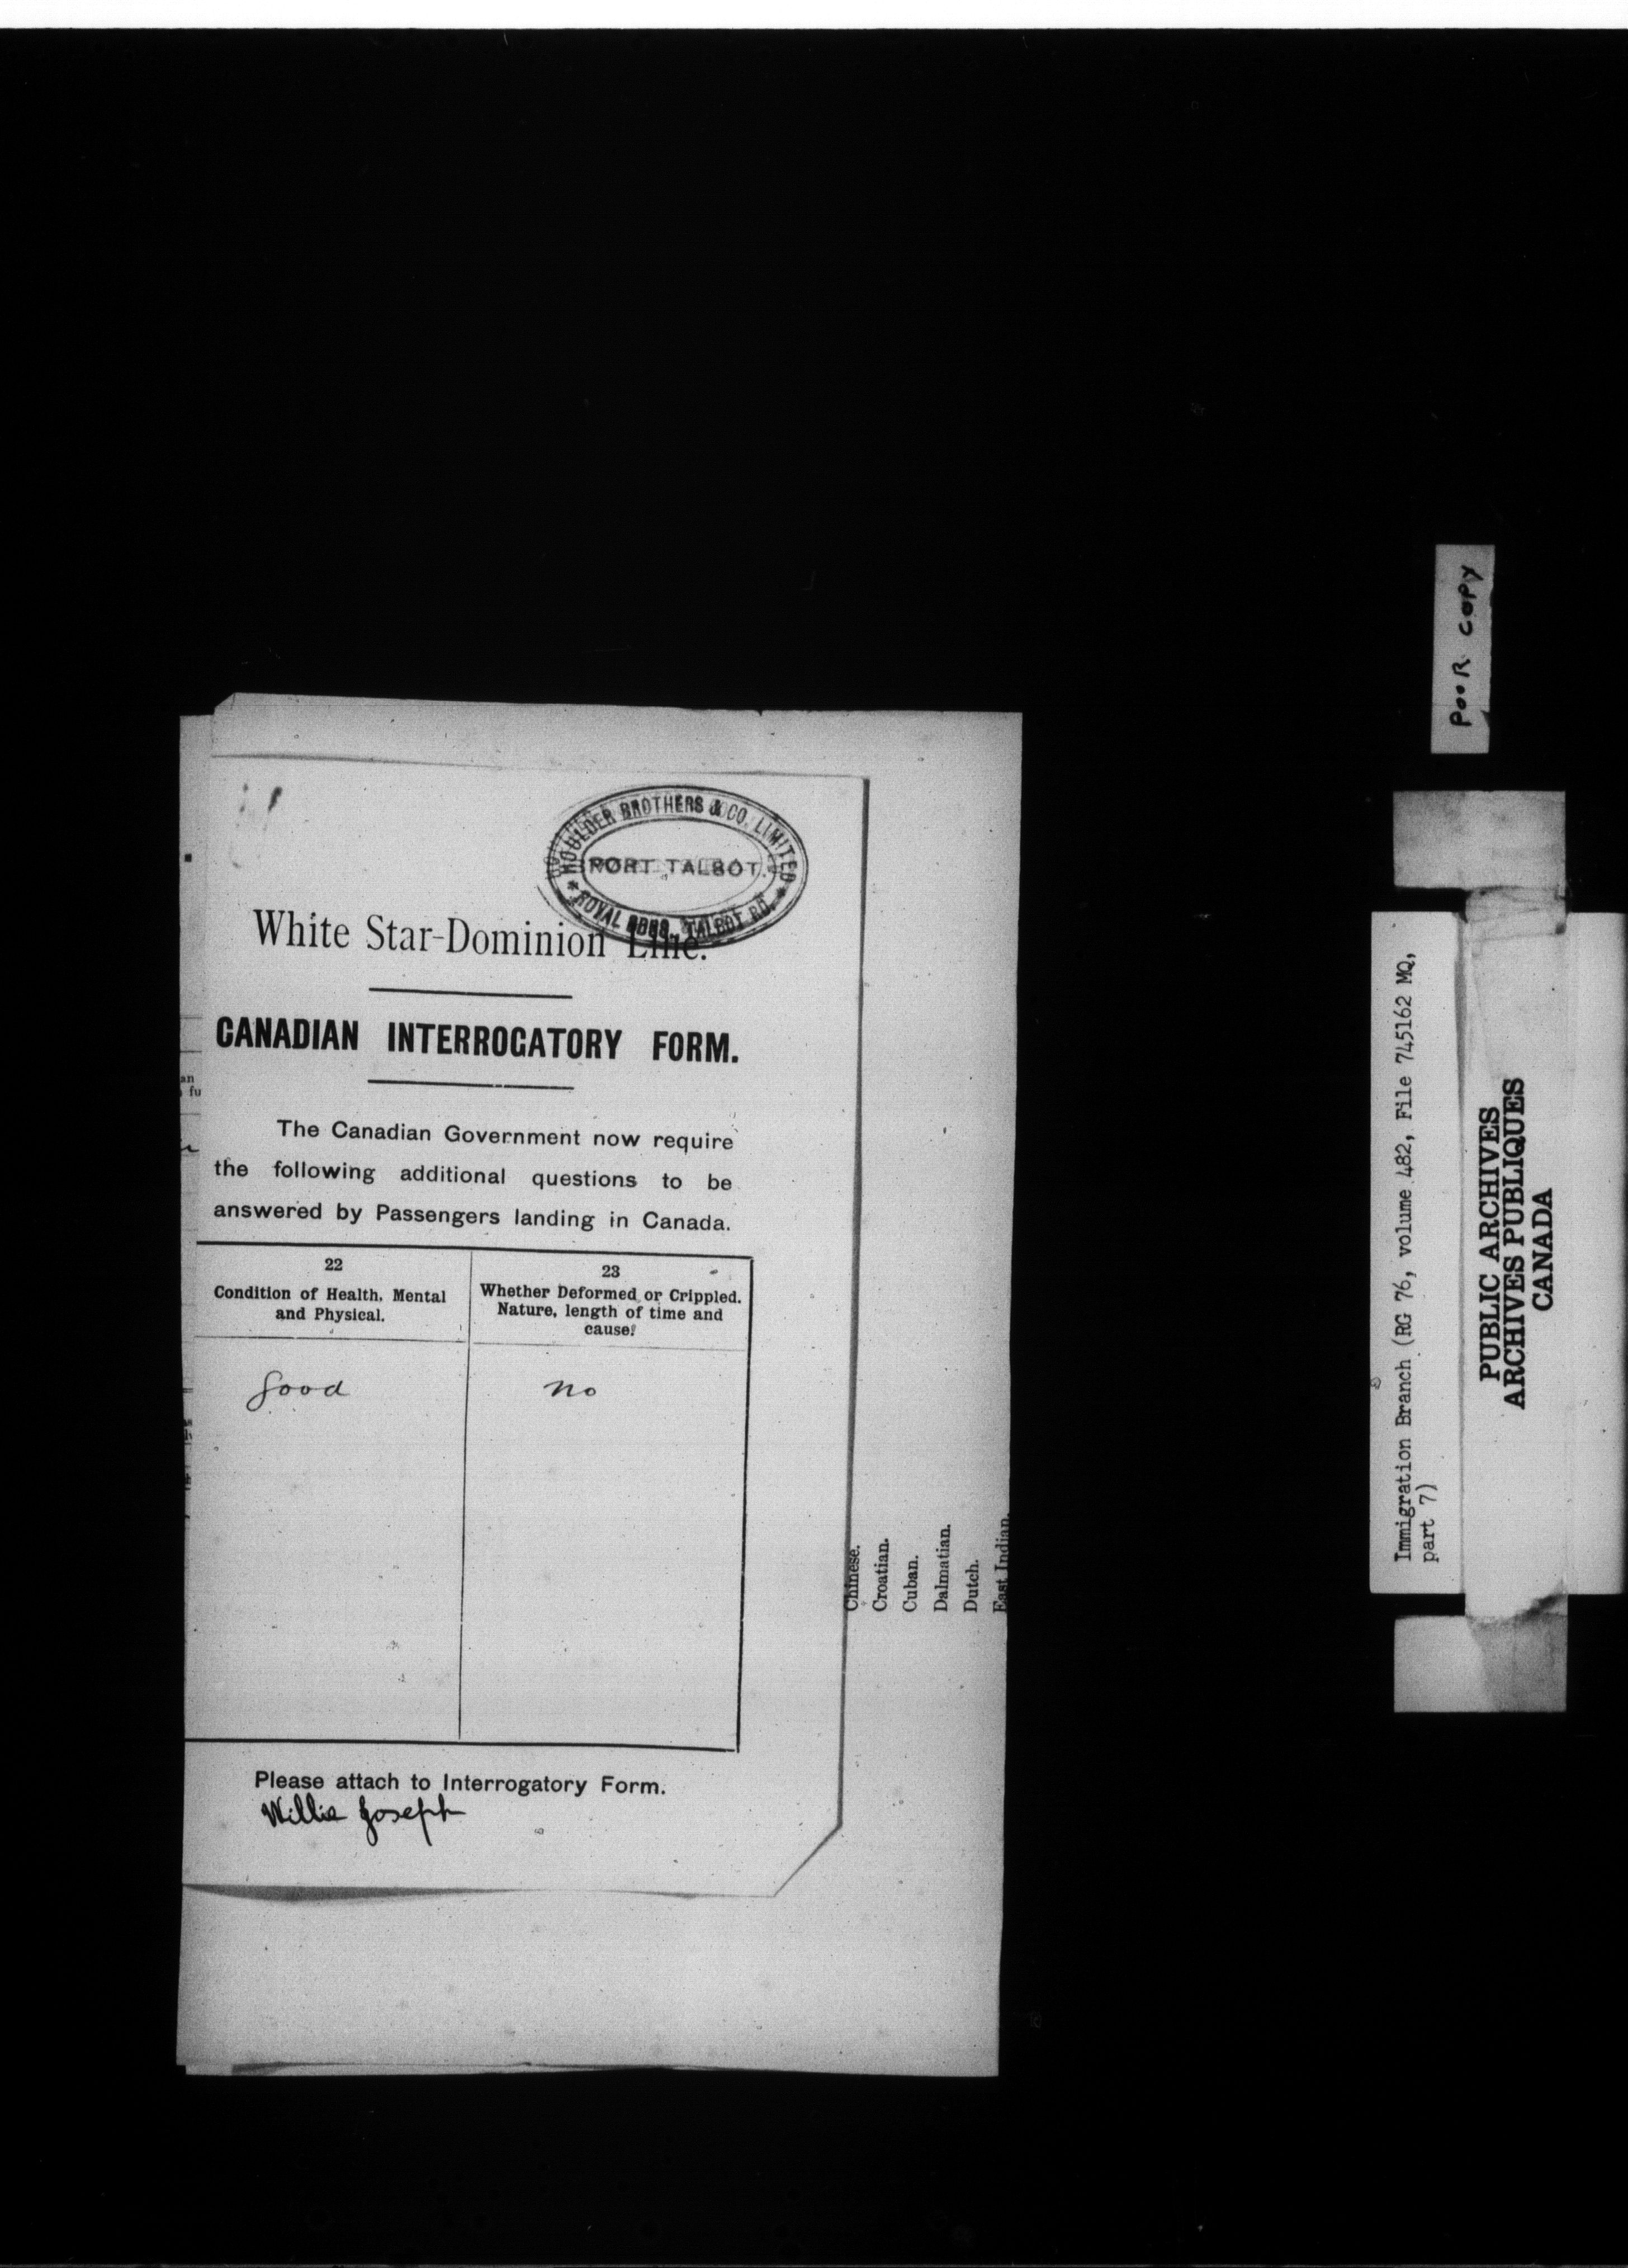 HOULDER BROTHERS & CO. LIMITED
PORT TALBOT.
ROYAL BDGS. TALBOT RD.
White Star-Dominion Line.
CANADIAN INTERROGATORY FORM.
The Canadian Government now require
the following additional questions to be
answered by Passengers landing in Canada.
22
Condition of Health, Mental
and Physical.
23
Whether Deformed or Crippled.
Nature, length of time and
cause.
Good
no
Please attach to Interrogatory Form.
Willie Joseph
an
fu
Chinese.
Croatian.
Cuban.
Dalmatian.
Dutch.
East Indian.
POOR COPY
Immigration Branch (RG 76, volume 482, File 745162 MQ,
part 7)
PUBLIC ARCHIVES
ARCHIVES PUBLIQUES
CANADA